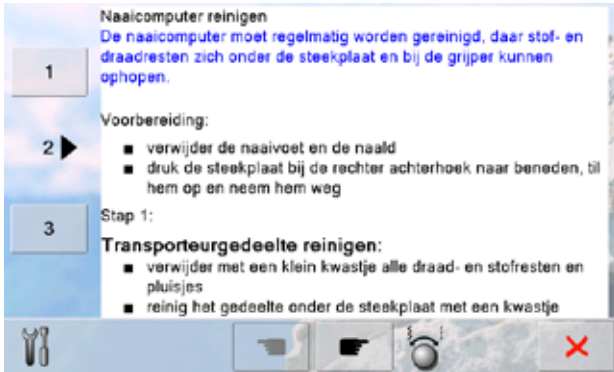 Naaicomputer reinigen
De naaicomputer moet regelmatig worden gereinigd, daar stof- en
draadresten zich onder de steekplaat en bij de grijper kunnen
ophopen.
1
Voorbereiding:
2
■ verwijder de naaivoet en de naald
■ druk de steekplaat bij de rechter achterhoek naar beneden, til
hem op en neem hem weg
3
Stap 1:
Transporteurgedeelte reinigen:
■ verwijder met een klein kwastje alle draad- en stofresten en
pluisjes
■ reinig het gedeelte onder de steekplaat met een kwastje